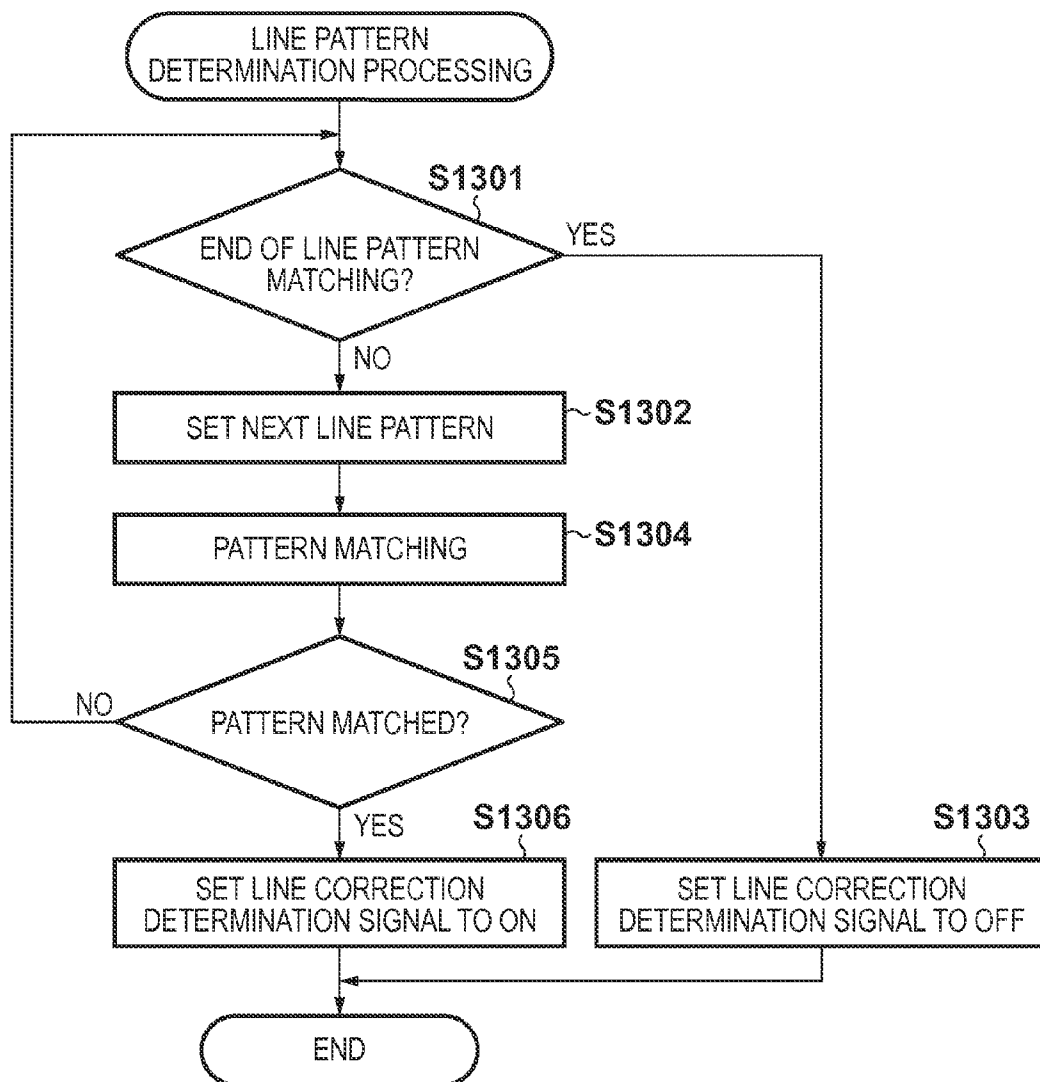 LINE PATTERN
DETERMINATION PROCESSING
S1301
END OF LINE PATTERN
MATCHING?
YES
NO
SET NEXT LINE PATTERN
S1302
PATTERN MATCHING
S1304
S1305
NO
PATTERN MATCHED?
YES
S1306
S1303
SET LINE CORRECTION
DETERMINATION SIGNAL TO ON
SET LINE CORRECTION
DETERMINATION SIGNAL TO OFF
END